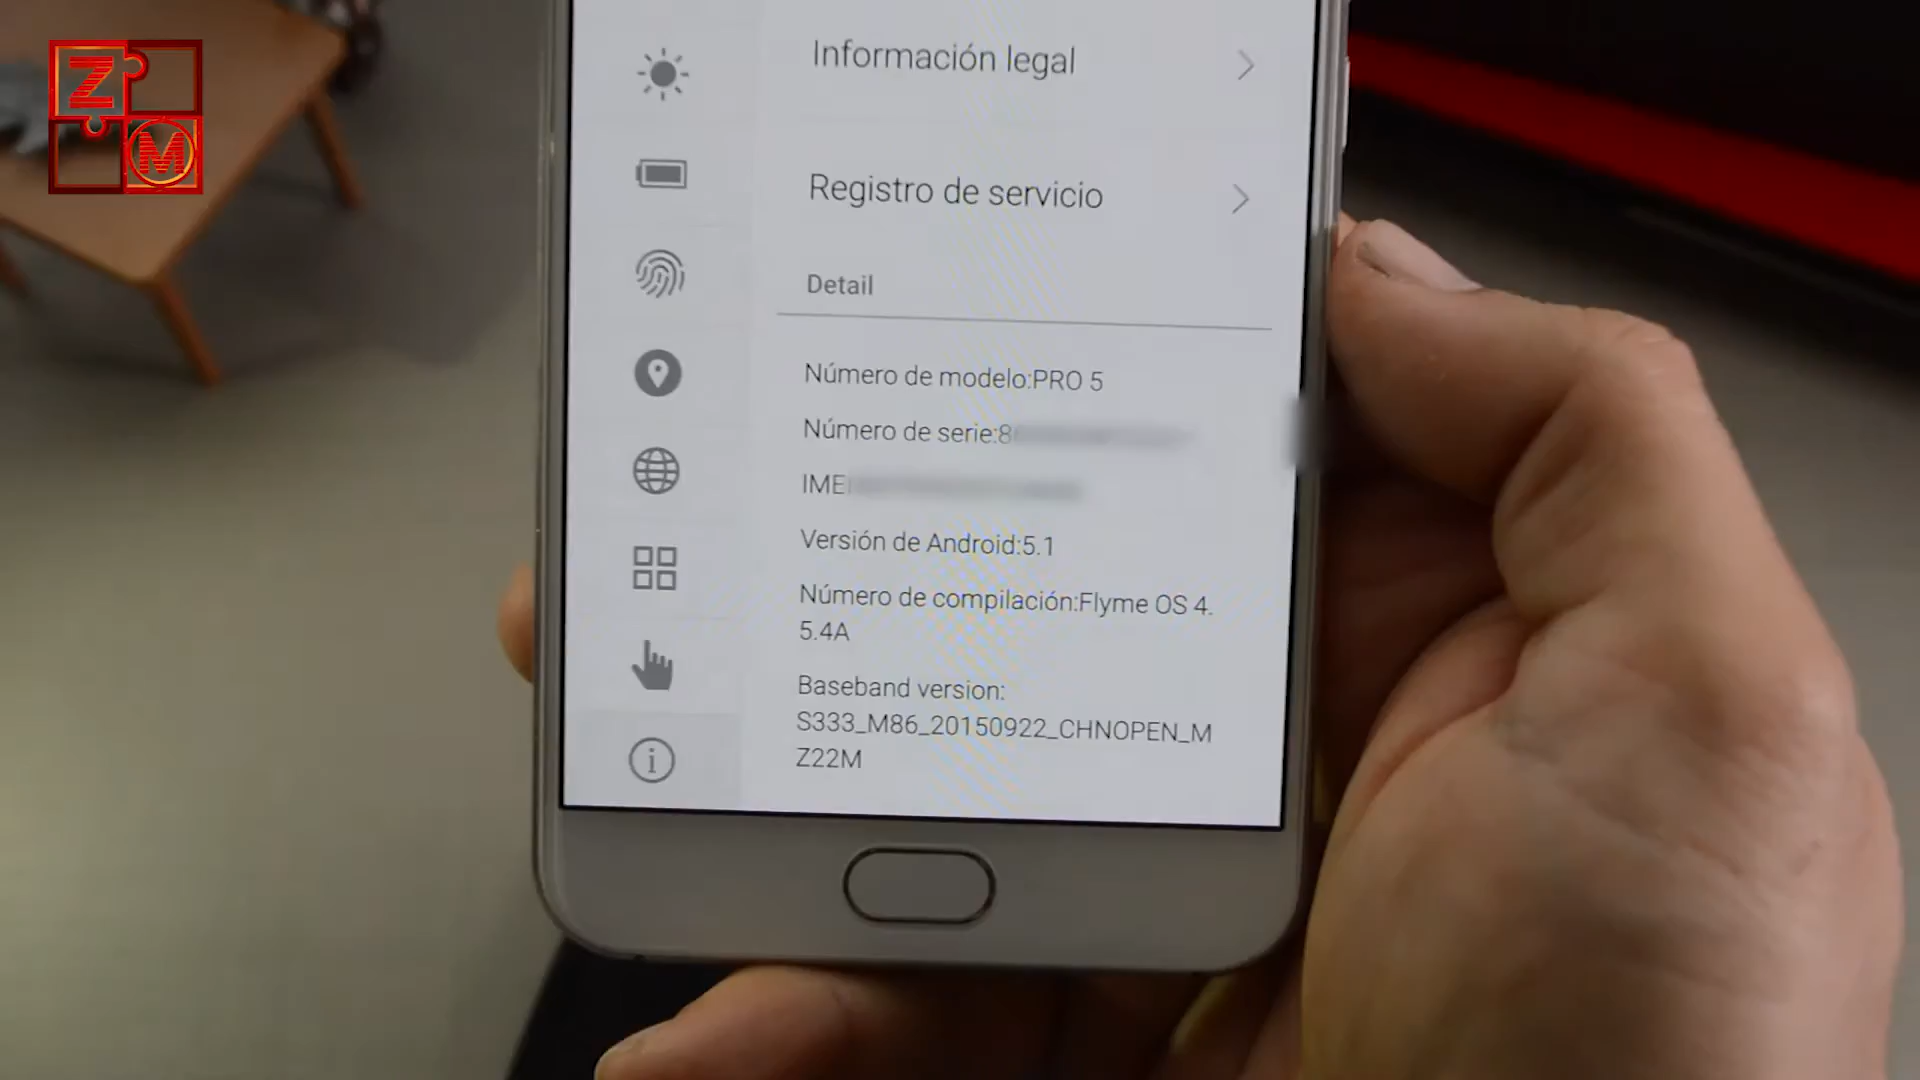 Z
M
Información legal
Registro de servicio
Detail
Número de modelo:PRO 5
Número de serie:8
IME
Versión de Android:5.1
Número de compilación:Flyme OS 4.
5.4A
Baseband version:
S333_M86_20150922_CHNOPEN_M
Z22M